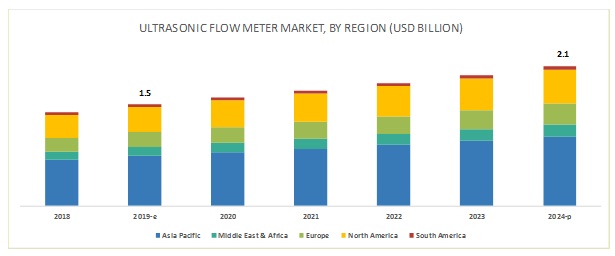 ULTRASONIC FLOW METER MARKET, BY REGION (USD BILLION)
2.1
1.5
2018 2019-e 2020 2021 2022 2023 2024-p
Asia Pacific Middle East & Africa Europe North America South America